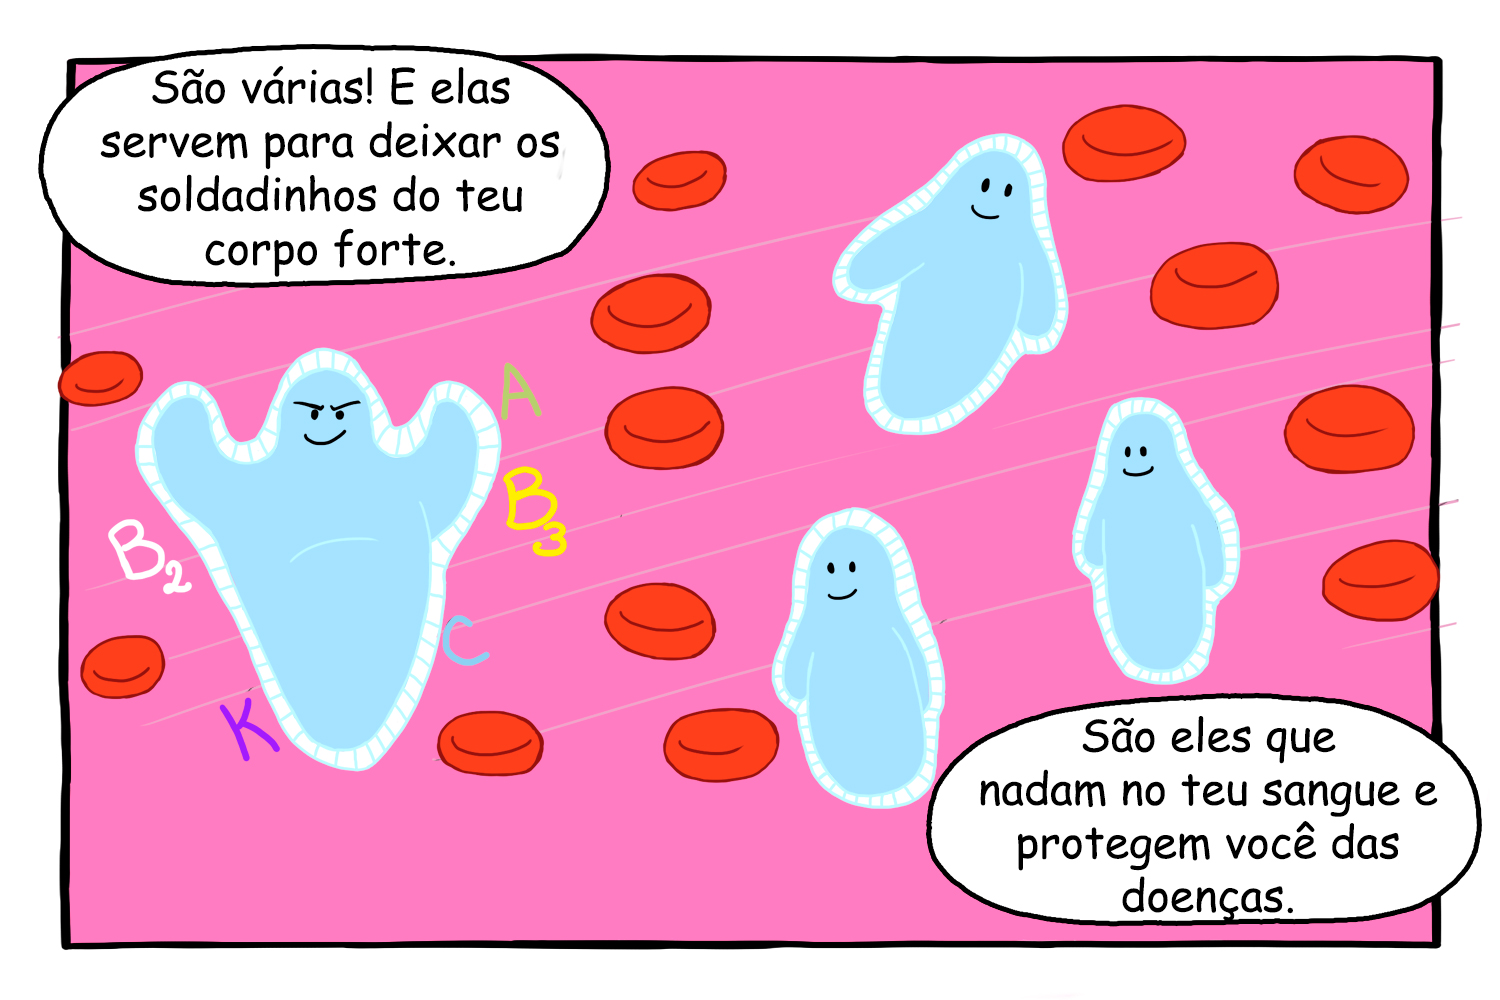 São várias! E elas
servem para deixar os
soldadinhos do teu
corpo forte.
A
B3
B2
C
K
São eles que
nadam no teu sangue e
protegem você das
doenças.